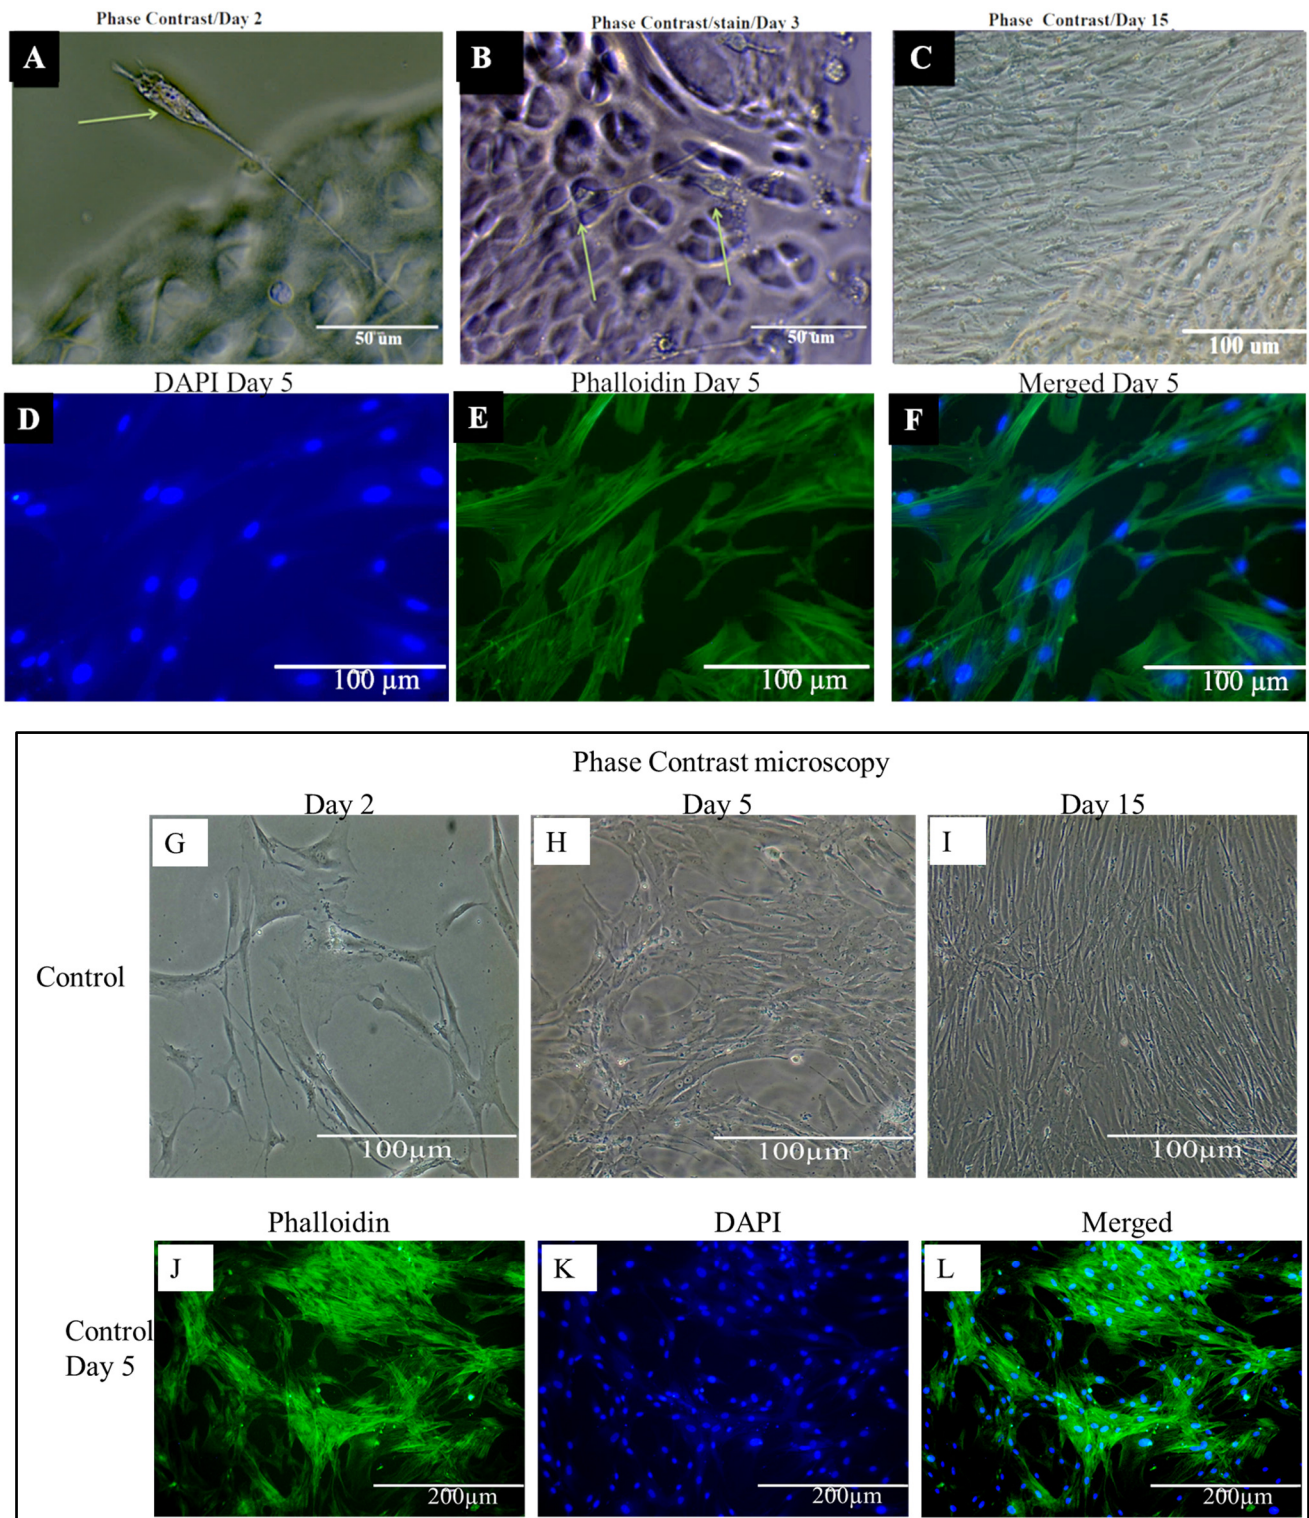 Phase Contrast/Day 2
Phase Contrast/stain/Day 3
Phase Contrast/Day 15
A
B
C
50 um
50 um
100 um
DAPI Day 5
Phalloidin Day 5
Merged Day 5
D
E
F
100 µm
100 µm
100 µm
Phase Contrast microscopy
Day 2
Day 5
Day 15
G
H
I
Control
100µm
100µm
100µm
Phalloidin
DAPI
Merged
J
K
L
Control
Day 5
200µm
200µm
200µm